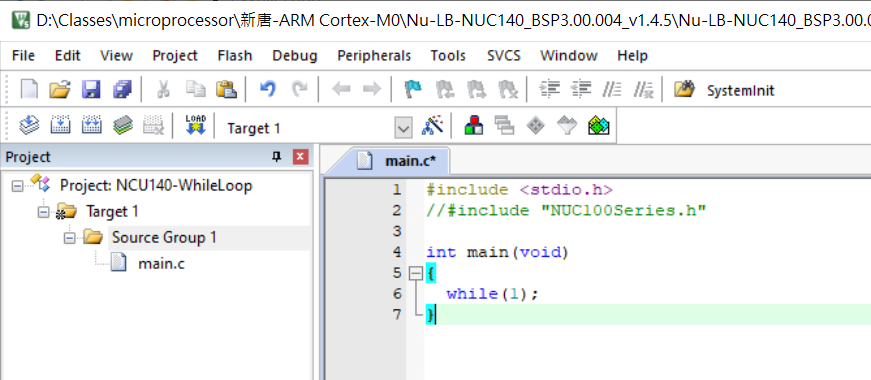 D:\Classes\microprocessor\新唐-ARM Cortex-M0\Nu-LB-NUC140_BSP3.00.004_v1.4.5\Nu-LB-NUC140_BSP3.00.0
File Edit View Project Flash Debug Peripherals Tools SVCS Window Help
SystemInit
LOAD
Target 1
Project
main.c*
Project: NCU140-WhileLoop
Target 1
Source Group 1
main.c
1 #include <stdio.h>
2 //#include "NUC100Series.h"
3
4 int main(void)
5 {
6 while(1);
7 }